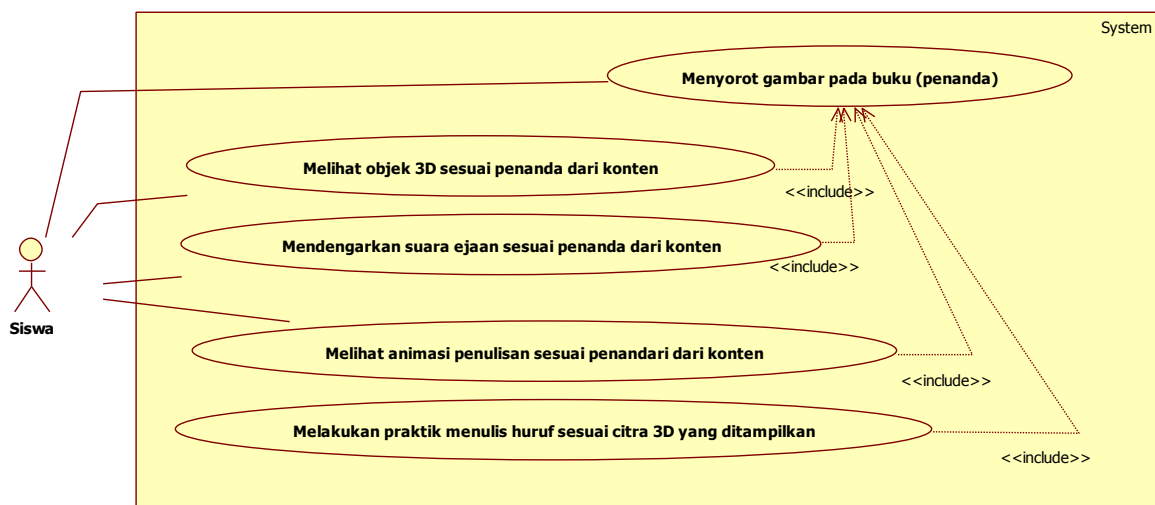 System
Menyorot gambar pada buku (penanda)
Melihat objek 3D sesuai penanda dari konten
<<include>>
Mendengarkan suara ejaan sesuai penanda dari konten
<<include>>
Siswa
Melihat animasi penulisan sesuai penandari dari konten
<<include>>
Melakukan praktik menulis huruf sesuai citra 3D yang ditampilkan
<<include>>